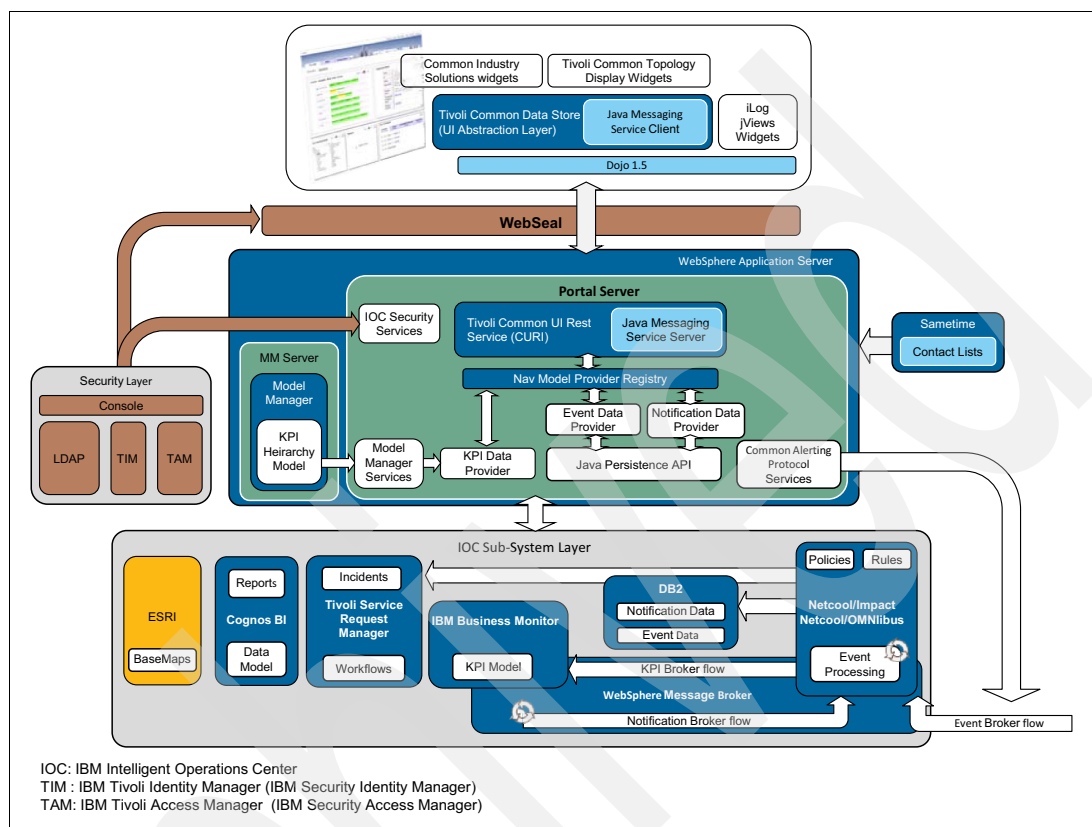 Common Industry
Solutions widgets
Tivoli Common Topology
Display Widgets
Tivoli Common Data Store
(UI Abstraction Layer)
Java Messaging
Service Client
iLog
jViews
Widgets
Dojo 1.5
WebSeal
WebSphere Application Server
Portal Server
IOC Security
Services
Tivoli Common UI Rest
Service (CURI)
Java Messaging
Service Server
Sametime
Contact Lists
MM Server
Model
Manager
KPI
Heirarchy
Model
Nav Model Provider Registry
Event Data
Provider
Notification Data
Provider
Model
Manager
Services
KPI Data
Provider
Java Persistence API
Common Alerting
Protocol
Services
Security Layer
Console
LDAP
TIM
TAM
IOC Sub-System Layer
ESRI
BaseMaps
Reports
Cognos BI
Data
Model
Incidents
Tivoli Service
Request
Manager
Workflows
IBM Business Monitor
KPI Model
DB2
Notification Data
Event Data
Policies
Rules
Netcool/Impact
Netcool/OMNIbus
Event
Processing
KPI Broker flow
WebSphere Message Broker
Notification Broker flow
Event Broker flow
IOC: IBM Intelligent Operations Center
TIM : IBM Tivoli Identity Manager (IBM Security Identity Manager)
TAM: IBM Tivoli Access Manager (IBM Security Access Manager)